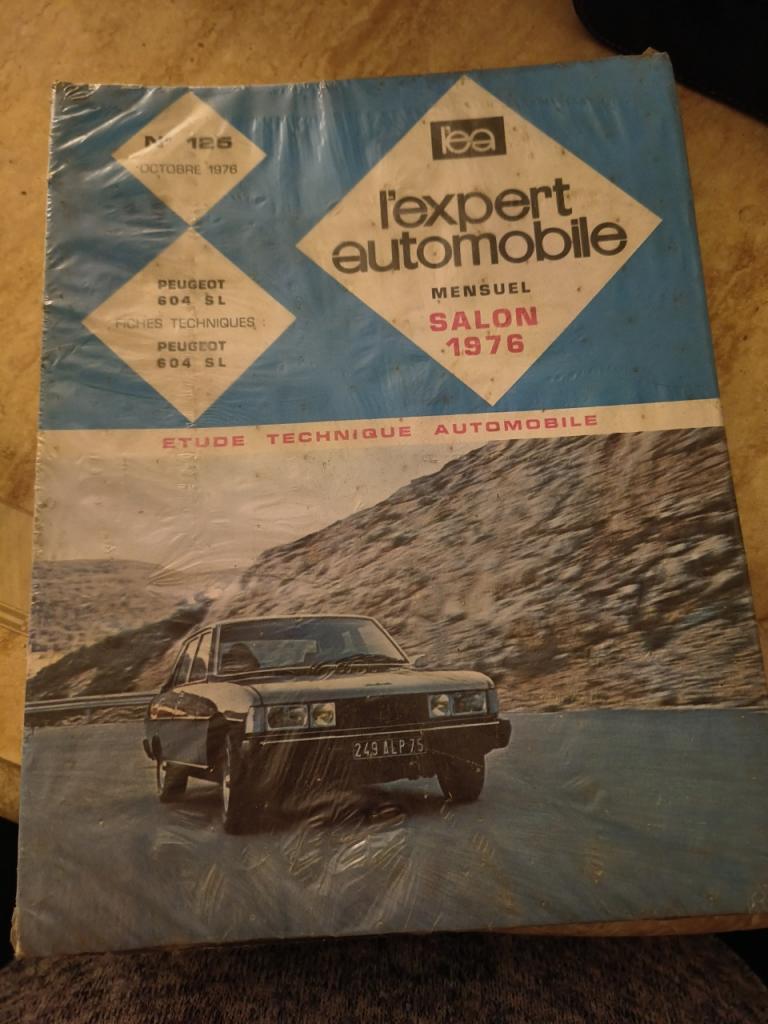 N° 125
OCTOBRE 1976
PEUGEOT
604 SL
FICHES TECHNIQUES :
PEUGEOT
604 SL
l'ea
l'expert
automobile
MENSUEL
SALON
1976
ETUDE TECHNIQUE AUTOMOBILE
249 ALP 75